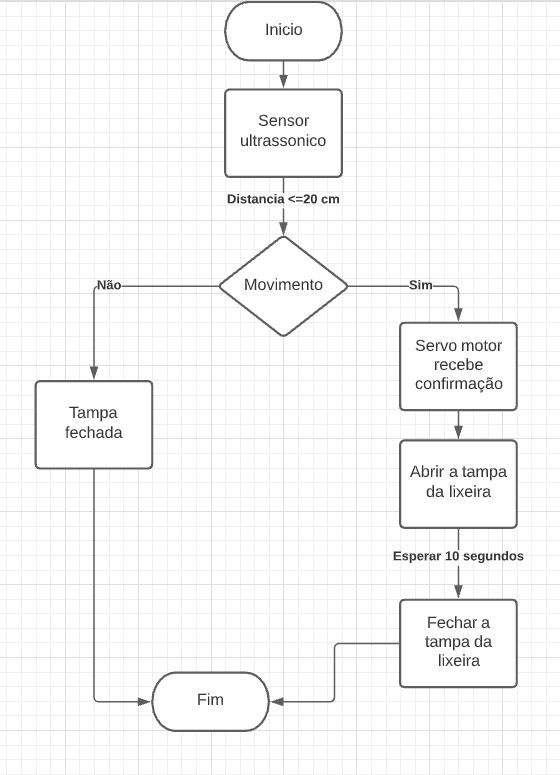 Inicio
Sensor
ultrassonico
Distancia <=20 cm
Movimento
Não
Sim
Servo motor
recebe
confirmação
Tampa
fechada
Abrir a tampa
da lixeira
Esperar 10 segundos
Fechar a
tampa da
lixeira
Fim